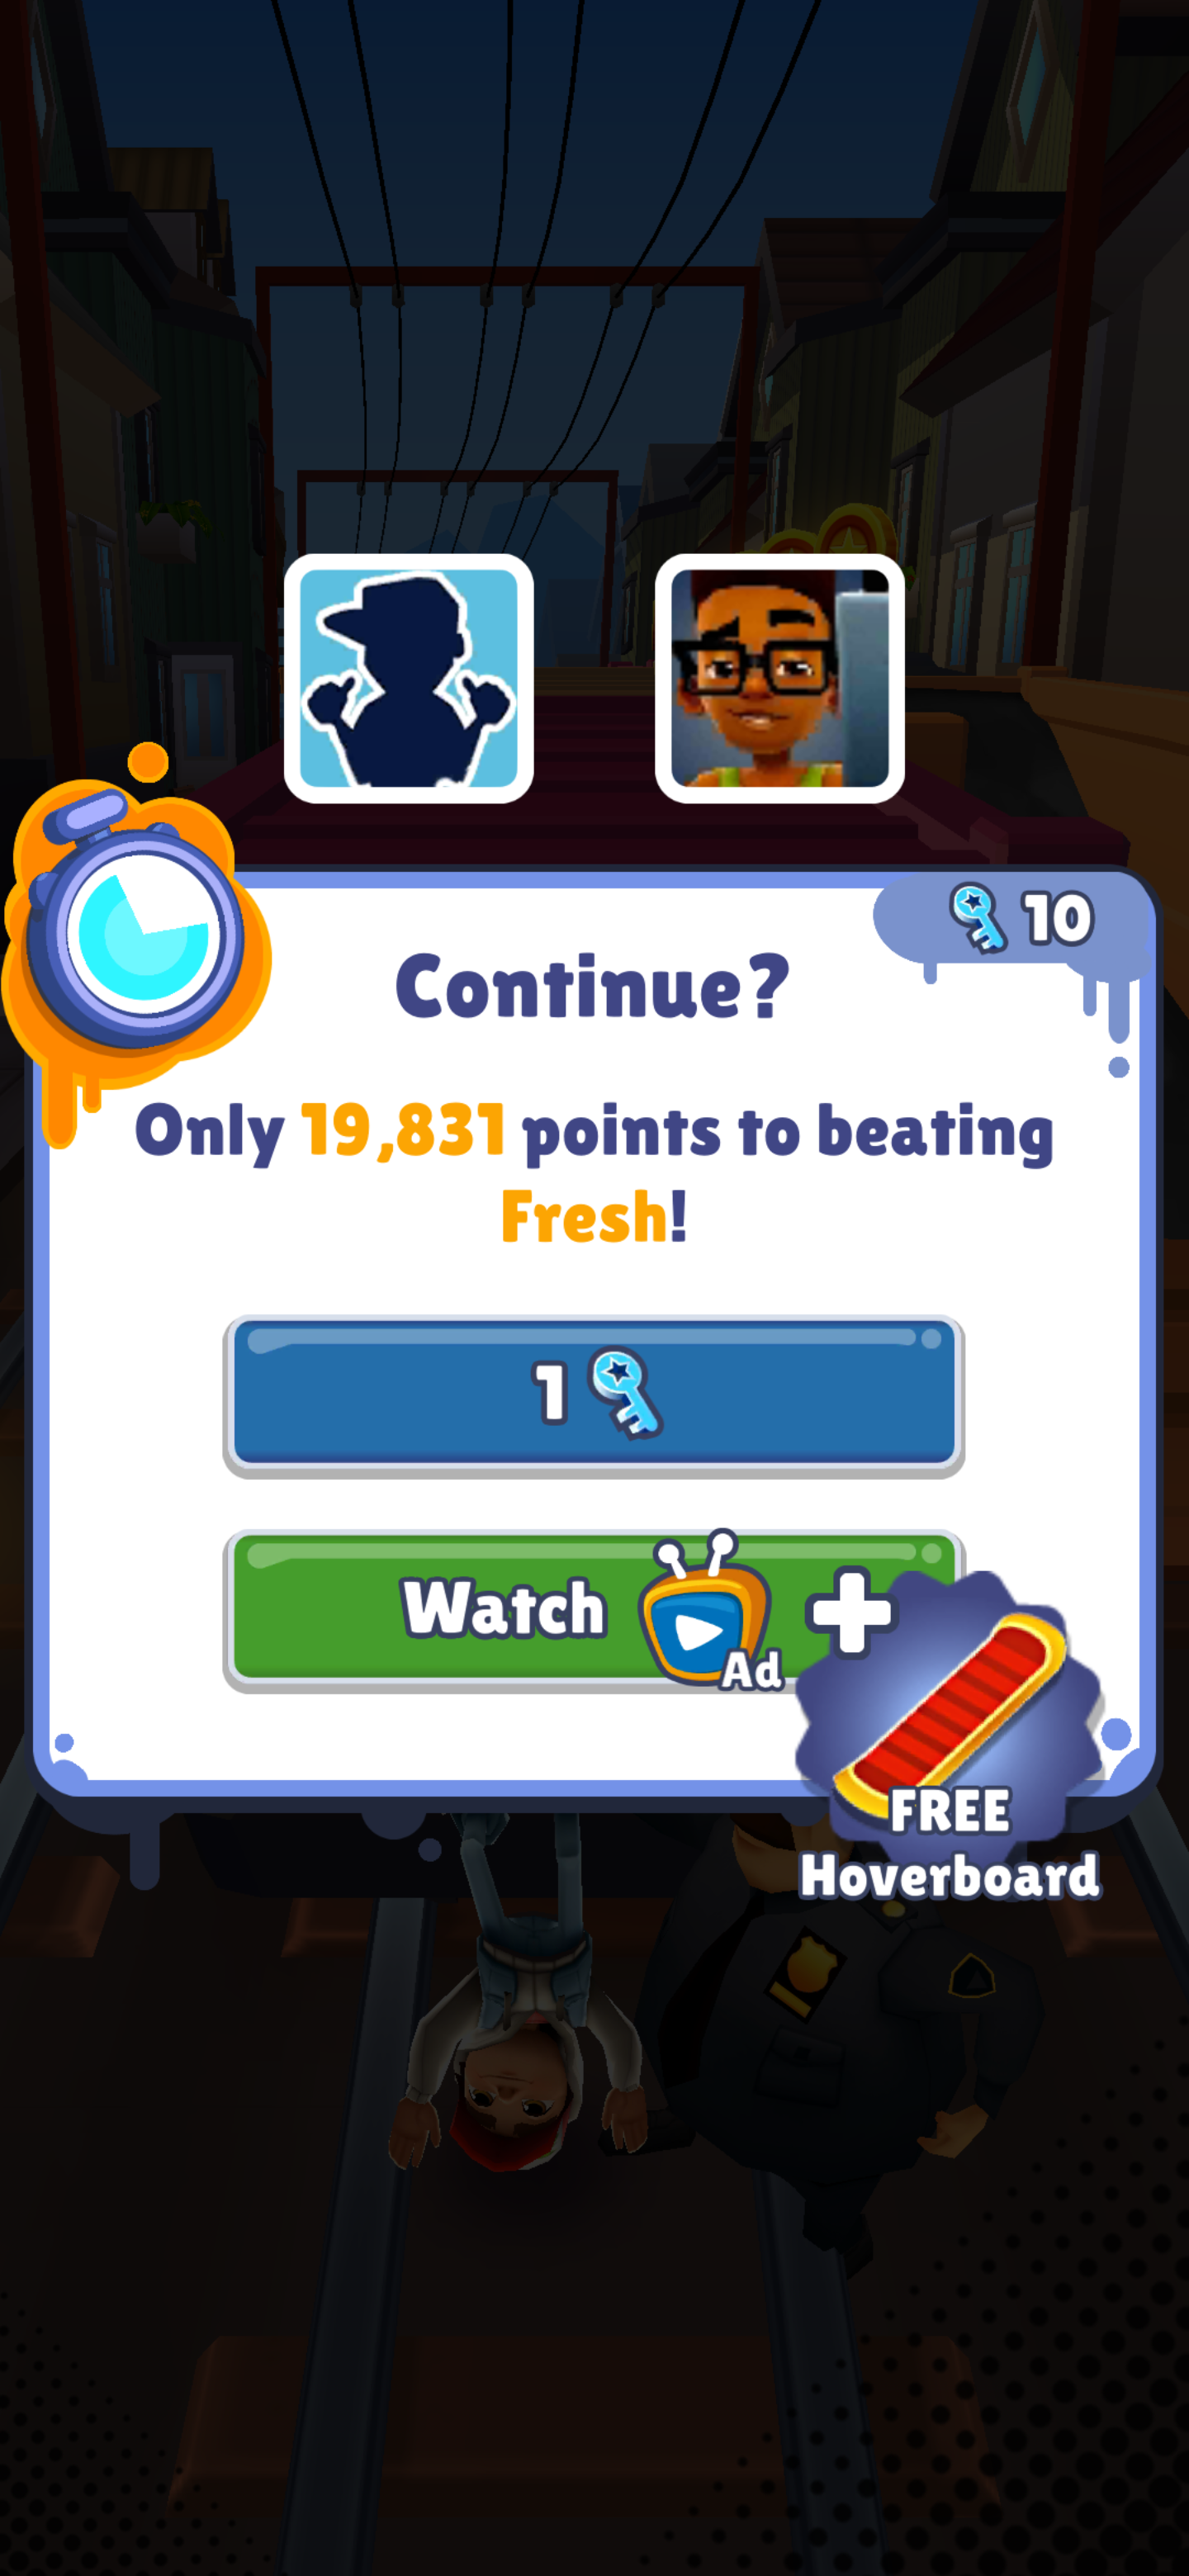 10
Continue?
Only 19,831 points to beating
Fresh!
1
Watch Ad +
FREE
Hoverboard